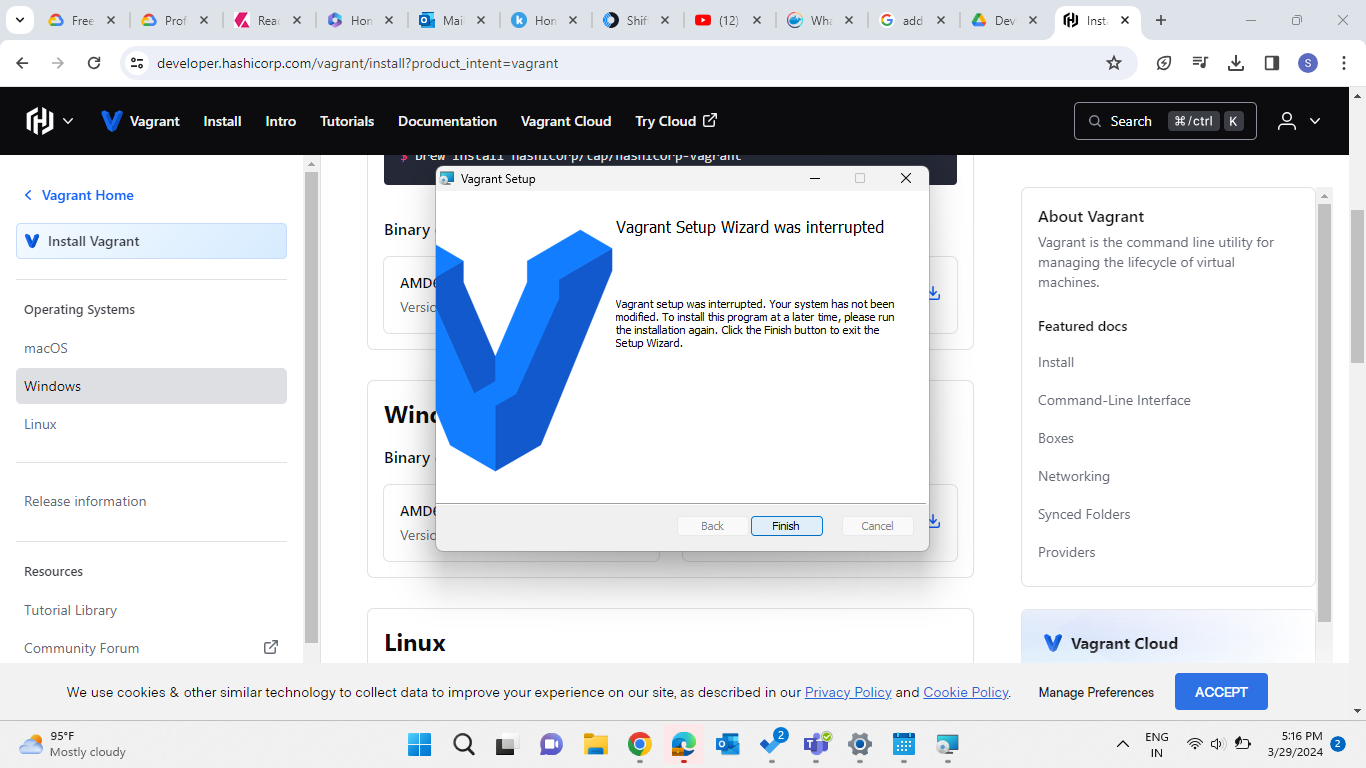 Free
Prof
Read
Hon
Mail
Hon
Shift
(12)
Wha
add
Dev
Insta
developer.hashicorp.com/vagrant/install?product_intent=vagrant
S
Vagrant
Install
Intro
Tutorials
Documentation
Vagrant Cloud
Try Cloud
Search
⌘/ctrl
K
$ brew install hashicorp/tap/hashicorp-vagrant
Vagrant Home
Install Vagrant
Operating Systems
macOS
Windows
Linux
Release information
Resources
Tutorial Library
Community Forum
Binary
AMD6
Versio
Wind
Binary
AMD6
Versio
Linux
Vagrant Setup
Vagrant Setup Wizard was interrupted
Vagrant setup was interrupted. Your system has not been
modified. To install this program at a later time, please run
the installation again. Click the Finish button to exit the
Setup Wizard.
Back
Finish
Cancel
About Vagrant
Vagrant is the command line utility for
managing the lifecycle of virtual
machines.
Featured docs
Install
Command-Line Interface
Boxes
Networking
Synced Folders
Providers
Vagrant Cloud
We use cookies & other similar technology to collect data to improve your experience on our site, as described in our Privacy Policy and Cookie Policy.
Manage Preferences
ACCEPT
95°F
Mostly cloudy
2
ENG
IN
5:16 PM
3/29/2024
2